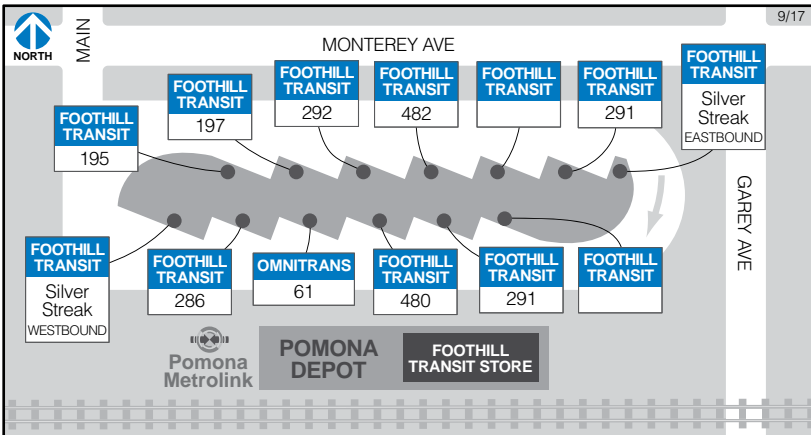 9/17
NORTH
MAIN
MONTEREY AVE
GAREY AVE
FOOTHILL
TRANSIT
195
FOOTHILL
TRANSIT
197
FOOTHILL
TRANSIT
292
FOOTHILL
TRANSIT
482
FOOTHILL
TRANSIT
FOOTHILL
TRANSIT
291
FOOTHILL
TRANSIT
Silver
Streak
EASTBOUND
FOOTHILL
TRANSIT
Silver
Streak
WESTBOUND
FOOTHILL
TRANSIT
286
OMNITRANS
61
FOOTHILL
TRANSIT
480
FOOTHILL
TRANSIT
291
FOOTHILL
TRANSIT
Pomona
Metrolink
POMONA
DEPOT
FOOTHILL
TRANSIT STORE